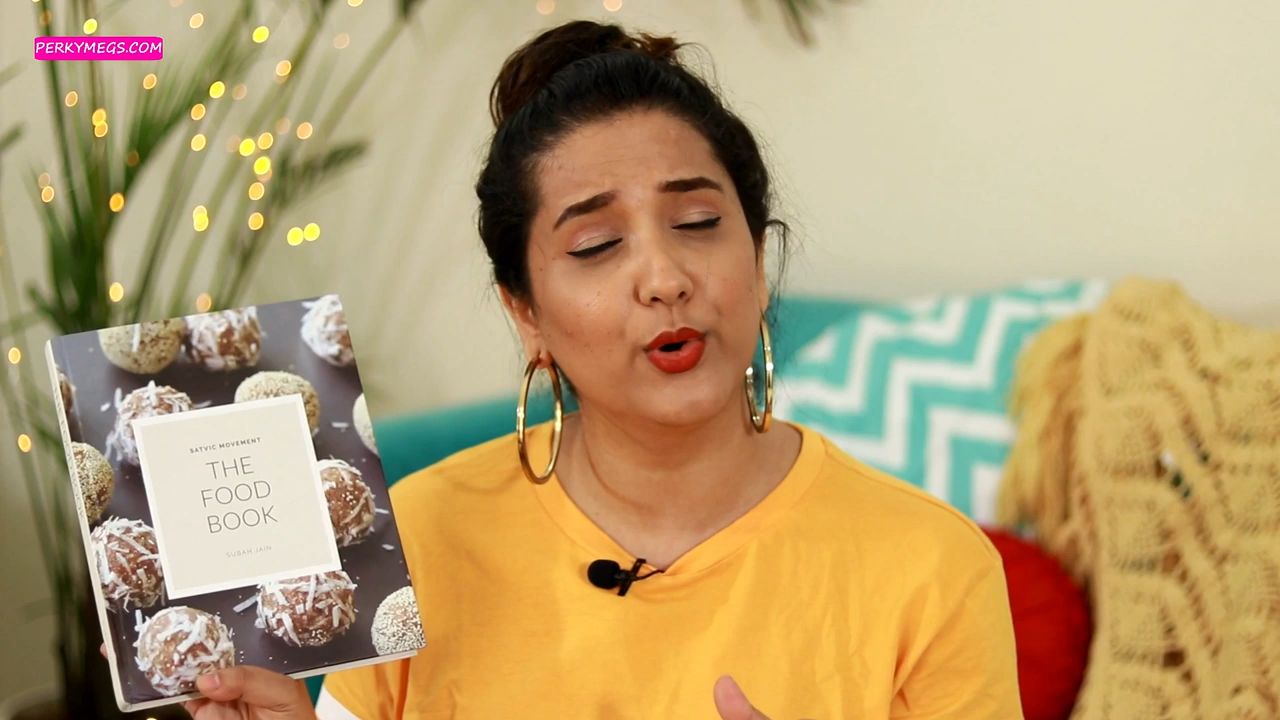 PERKYMEGS.COM
SATVIC MOVEMENT
THE
FOOD
BOOK
SUBAH JAIN